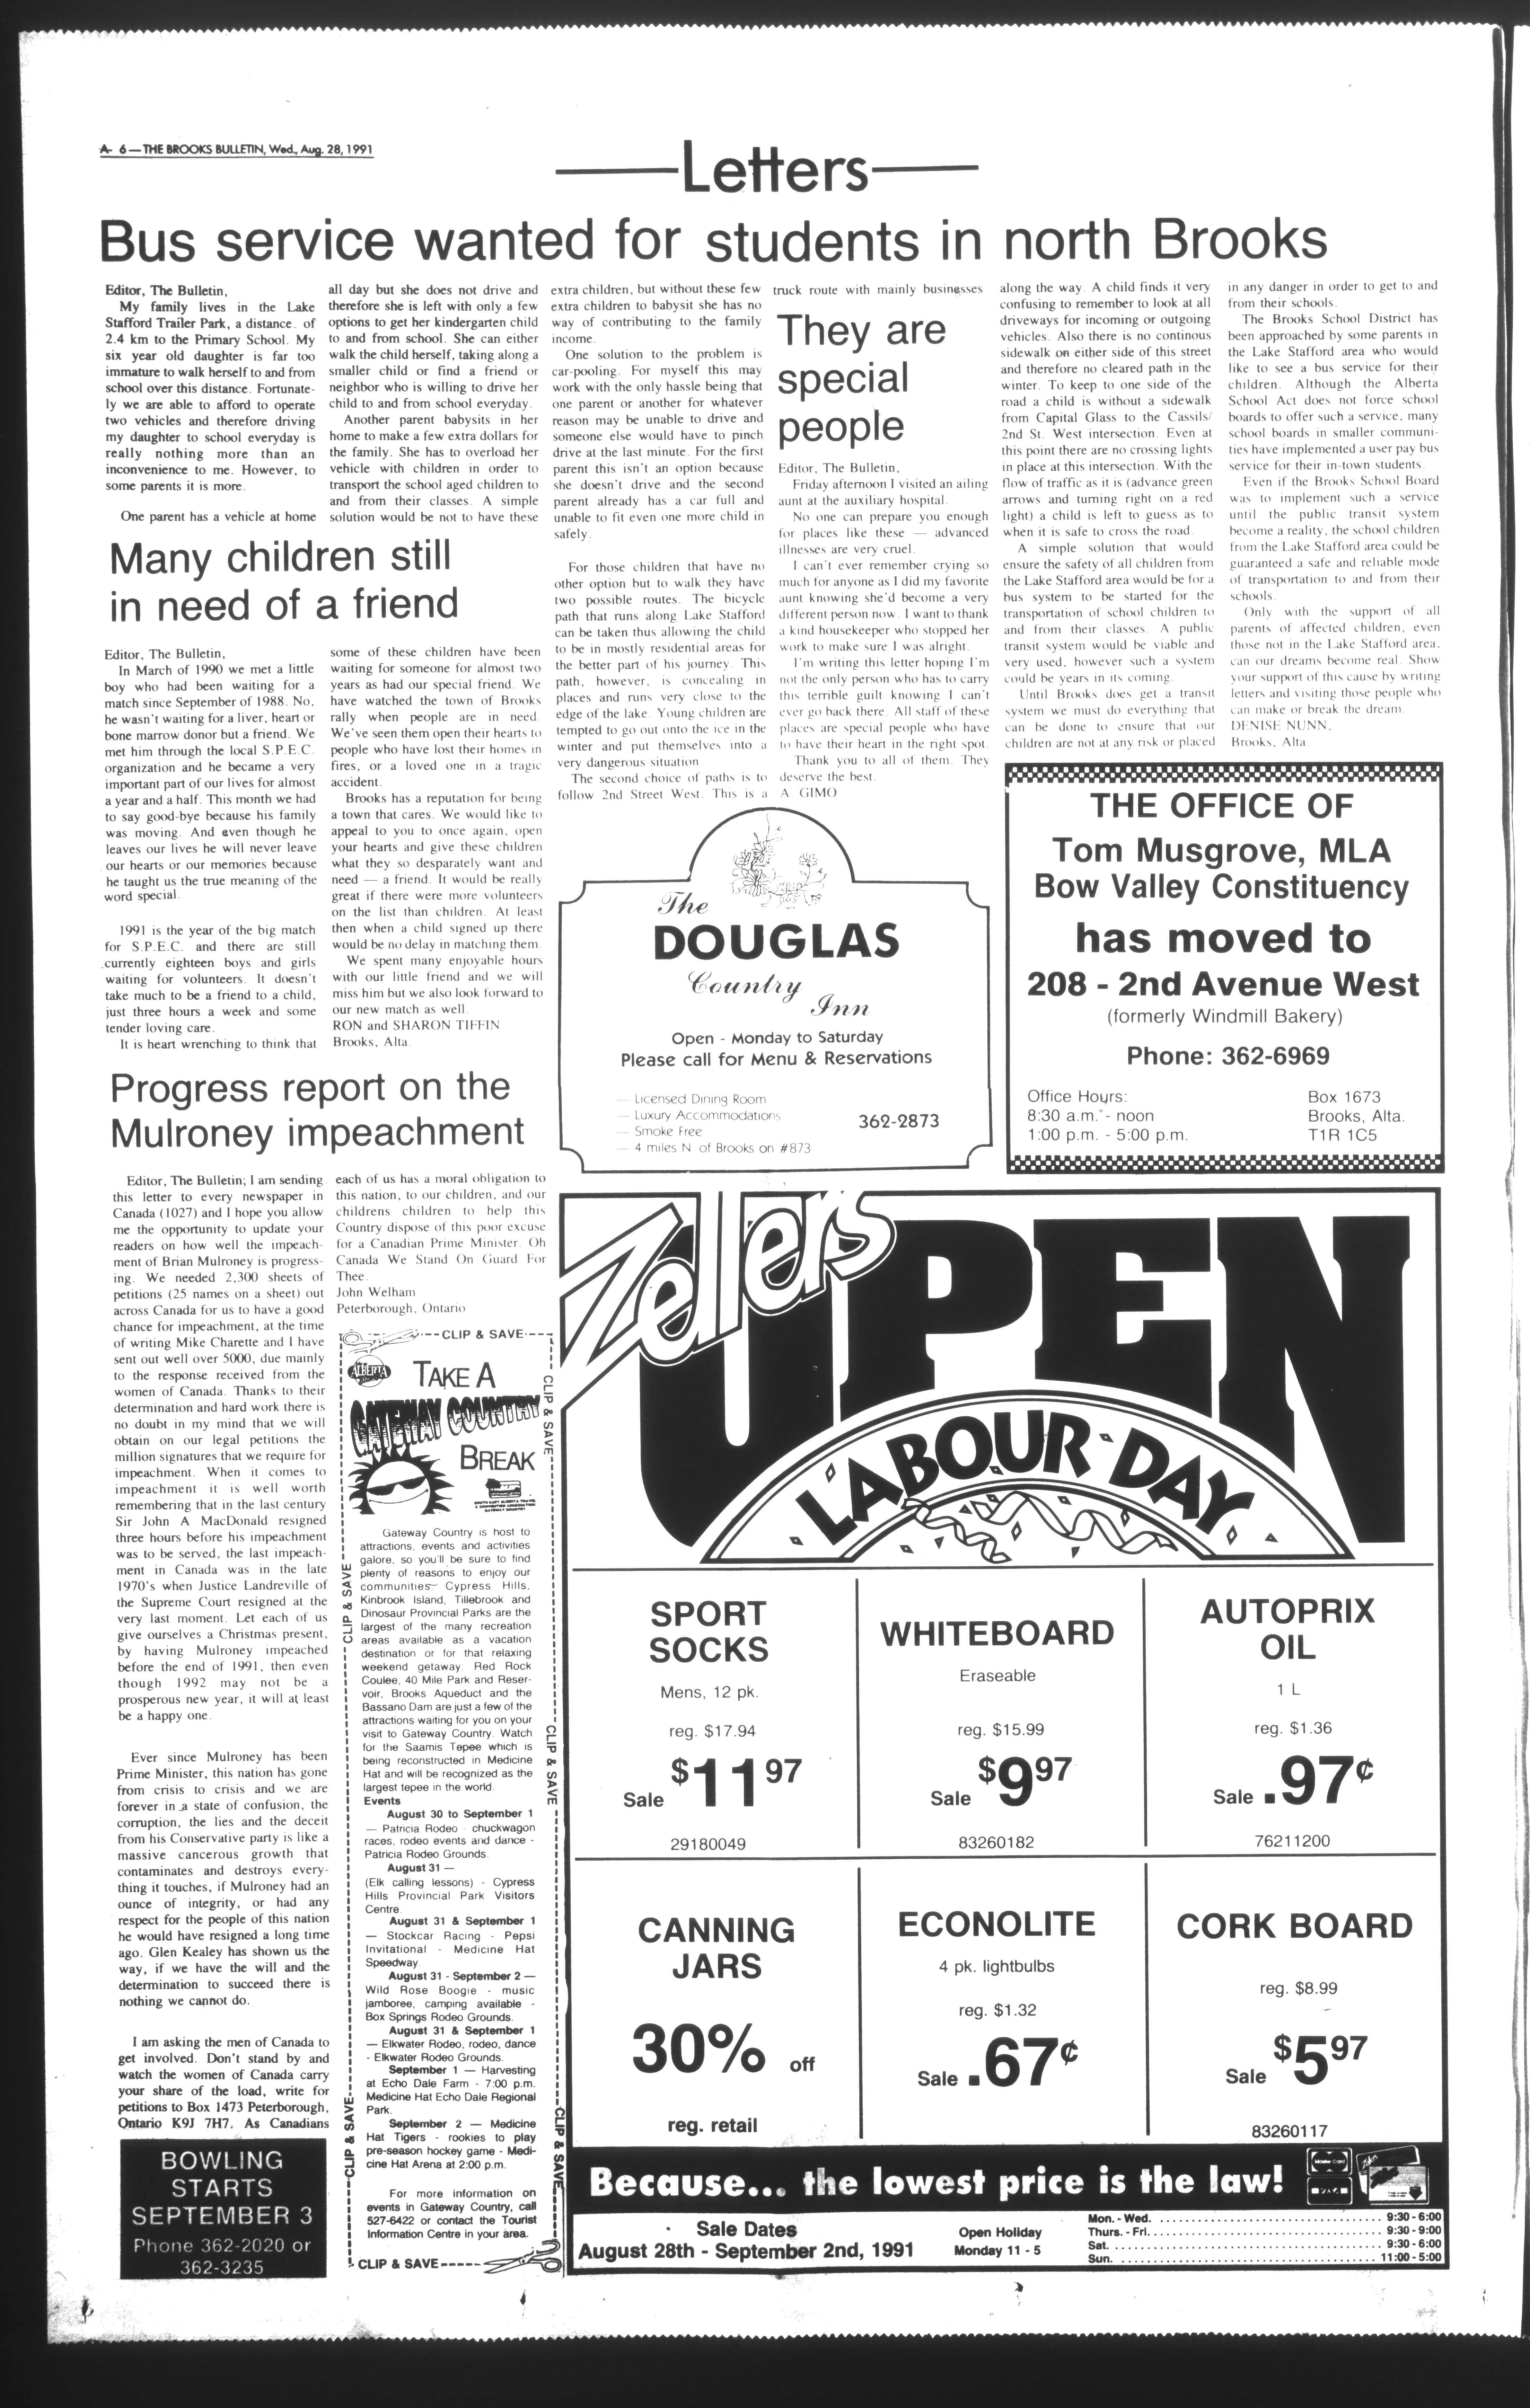 A- 6 — THE BROOKS BULLETIN, Wed., Aug. 28, 1991
Letters
Bus service wanted for students in north Brooks
Editor, The Bulletin,
My family lives in the Lake
Stafford Trailer Park, a distance of
2.4 km to the Primary School. My
six year old daughter is far too
immature to walk herself to and from
school over this distance. Fortunate-
ly we are able to afford to operate
two vehicles and therefore driving
my daughter to school everyday is
really nothing more than an
inconvenience to me. However, to
some parents it is more.
One parent has a vehicle at home
all day but she does not drive and
therefore she is left with only a few
options to get her kindergarten child
to and from school. She can either
walk the child herself, taking along a
smaller child or find a friend or
neighbor who is willing to drive her
child to and from school everyday.
Another parent babysits in her
home to make a few extra dollars for
the family. She has to overload her
vehicle with children in order to
transport the school aged children to
and from their classes. A simple
solution would be not to have these
extra children, but without these few
extra children to babysit she has no
way of contributing to the family
income.
One solution to the problem is
car-pooling. For myself this may
work with the only hassle being that
one parent or another for whatever
reason may be unable to drive and
someone else would have to pinch
drive at the last minute. For the first
parent this isn't an option because
she doesn't drive and the second
parent already has a car full and
unable to fit even one more child in
safely.
For those children that have no
other option but to walk they have
two possible routes. The bicycle
path that runs along Lake Stafford
can be taken thus allowing the child
to be in mostly residential areas for
the better part of his journey. This
path, however, is concealing in
places and runs very close to the
edge of the lake. Young children are
tempted to go out onto the ice in the
winter and put themselves into a
very dangerous situation
The second choice of paths is to
follow 2nd Street West. This is a
truck route with mainly businesses
along the way. A child finds it very
confusing to remember to look at all
driveways for incoming or outgoing
vehicles. Also there is no continous
sidewalk on either side of this street
and therefore no cleared path in the
winter. To keep to one side of the
road a child is without a sidewalk
from Capital Glass to the Cassils/
2nd St. West intersection. Even at
this point there are no crossing lights
in place at this intersection. With the
flow of traffic as it is (advance green
arrows and turning right on a red
light) a child is left to guess as to
when it is safe to cross the road.
A simple solution that would
ensure the safety of all children from
the Lake Stafford area would be for a
bus system to be started for the
transportation of school children to
and from their classes. A public
transit system would be viable and
very used, however such a system
could be years in its coming.
Until Brooks does get a transit
system we must do everything that
can be done to ensure that our
children are not at any risk or placed
in any danger in order to get to and
from their schools.
The Brooks School District has
been approached by some parents in
the Lake Stafford area who would
like to see a bus service for their
children. Although the Alberta
School Act does not force school
boards to offer such a service, many
school boards in smaller communi-
ties have implemented a user pay bus
service for their in-town students.
Even if the Brooks School Board
was to implement such a service
until the public transit system
become a reality, the school children
from the Lake Stafford area could be
guaranteed a safe and reliable mode
of transportation to and from their
schools.
Only with the support of all
parents of affected children, even
those not in the Lake Stafford area,
can our dreams become real. Show
your support of this cause by writing
letters and visiting those people who
can make or break the dream.
DENISE NUNN,
Brooks, Alta.
They are
special
people
Editor, The Bulletin,
Friday afternoon I visited an ailing
aunt at the auxiliary hospital.
No one can prepare you enough
for places like these — advanced
illnesses are very cruel.
I can't ever remember crying so
much for anyone as I did my favorite
aunt knowing she'd become a very
different person now. I want to thank
a kind housekeeper who stopped her
work to make sure I was alright.
I'm writing this letter hoping I'm
not the only person who has to carry
this terrible guilt knowing I can't
ever go back there. All staff of these
places are special people who have
to have their heart in the right spot.
Thank you to all of them. They
deserve the best.
A. GIMO
Many children still
in need of a friend
Editor, The Bulletin,
In March of 1990 we met a little
boy who had been waiting for a
match since September of 1988. No,
he wasn't waiting for a liver, heart or
bone marrow donor but a friend. We
met him through the local S.P.E.C.
organization and he became a very
important part of our lives for almost
a year and a half. This month we had
to say good-bye because his family
was moving. And even though he
leaves our lives he will never leave
our hearts or our memories because
he taught us the true meaning of the
word special.
1991 is the year of the big match
for S.P.E.C. and there are still
currently eighteen boys and girls
waiting for volunteers. It doesn't
take much to be a friend to a child,
just three hours a week and some
tender loving care.
It is heart wrenching to think that
some of these children have been
waiting for someone for almost two
years as had our special friend. We
have watched the town of Brooks
rally when people are in need.
We've seen them open their hearts to
people who have lost their homes in
fires, or a loved one in a tragic
accident.
Brooks has a reputation for being
a town that cares. We would like to
appeal to you to once again, open
your hearts and give these children
what they so desparately want and
need — a friend. It would be really
great if there were more volunteers
on the list than children. At least
then when a child signed up there
would be no delay in matching them.
We spent many enjoyable hours
with our little friend and we will
miss him but we also look forward to
our new match as well.
RON and SHARON TIFFIN
Brooks, Alta.
Progress report on the
Mulroney impeachment
Editor, The Bulletin; I am sending
this letter to every newspaper in
Canada (1027) and I hope you allow
me the opportunity to update your
readers on how well the impeach-
ment of Brian Mulroney is progress-
ing. We needed 2,300 sheets of
petitions (25 names on a sheet) out
across Canada for us to have a good
chance for impeachment, at the time
of writing Mike Charette and I have
sent out well over 5000, due mainly
to the response received from the
women of Canada. Thanks to their
determination and hard work there is
no doubt in my mind that we will
obtain on our legal petitions the
million signatures that we require for
impeachment. When it comes to
impeachment it is well worth
remembering that in the last century
Sir John A MacDonald resigned
three hours before his impeachment
was to be served, the last impeach-
ment in Canada was in the late
1970's when Justice Landreville of
the Supreme Court resigned at the
very last moment. Let each of us
give ourselves a Christmas present,
by having Mulroney impeached
before the end of 1991, then even
though 1992 may not be a
prosperous new year, it will at least
be a happy one.
Ever since Mulroney has been
Prime Minister, this nation has gone
from crisis to crisis and we are
forever in a state of confusion, the
corruption, the lies and the deceit
from his Conservative party is like a
massive cancerous growth that
contaminates and destroys every-
thing it touches, if Mulroney had an
ounce of integrity, or had any
respect for the people of this nation
he would have resigned a long time
ago. Glen Kealey has shown us the
way, if we have the will and the
determination to succeed there is
nothing we cannot do.
I am asking the men of Canada to
get involved. Don't stand by and
watch the women of Canada carry
your share of the load, write for
petitions to Box 1473 Peterborough,
Ontario K9J 7H7. As Canadians
each of us has a moral obligation to
this nation, to our children, and our
childrens children to help this
Country dispose of this poor excuse
for a Canadian Prime Minister. Oh
Canada We Stand On Guard For
Thee.
John Welham
Peterborough, Ontario
BOWLING
STARTS
SEPTEMBER 3
Phone 362-2020 or
362-3235
CLIP & SAVE
ALBERTA
TAKE A
GATEWAY COUNTRY
BREAK
CLIP & SAVE
CLIP & SAVE
Gateway Country is host to
attractions, events and activities
galore, so you'll be sure to find
plenty of reasons to enjoy our
communities— Cypress Hills,
Kinbrook Island, Tillebrook and
Dinosaur Provincial Parks are the
largest of the many recreation
areas available as a vacation
destination or for that relaxing
weekend getaway. Red Rock
Coulee, 40 Mile Park and Reser-
voir, Brooks Aqueduct and the
Bassano Dam are just a few of the
attractions waiting for you on your
visit to Gateway Country. Watch
for the Saamis Tepee which is
being reconstructed in Medicine
Hat and will be recognized as the
largest tepee in the world.
Events
August 30 to September 1
— Patricia Rodeo - chuckwagon
races, rodeo events and dance -
Patricia Rodeo Grounds.
August 31 —
(Elk calling lessons) - Cypress
Hills Provincial Park Visitors
Centre.
August 31 & September 1
— Stockcar Racing - Pepsi
Invitational - Medicine Hat
Speedway.
August 31 - September 2 —
Wild Rose Boogie - music
jamboree, camping available -
Box Springs Rodeo Grounds.
August 31 & September 1
— Elkwater Rodeo, rodeo, dance
- Elkwater Rodeo Grounds.
September 1 — Harvesting
at Echo Dale Farm - 7:00 p.m.
Medicine Hat Echo Dale Regional
Park.
September 2 — Medicine
Hat Tigers - rookies to play
pre-season hockey game - Medi-
cine Hat Arena at 2:00 p.m.
For more information on
events in Gateway Country, call
527-6422 or contact the Tourist
Information Centre in your area.
CLIP & SAVE
CLIP & SAVE
CLIP & SAVE
CLIP & SAVE
CLIP & SAVE
The
DOUGLAS
Country
Inn
Open - Monday to Saturday
Please call for Menu & Reservations
— Licensed Dining Room
— Luxury Accommodations
— Smoke Free
— 4 miles N. of Brooks on #873
362-2873
THE OFFICE OF
Tom Musgrove, MLA
Bow Valley Constituency
has moved to
208 - 2nd Avenue West
(formerly Windmill Bakery)
Phone: 362-6969
Office Hours:
8:30 a.m. - noon
1:00 p.m. - 5:00 p.m.
Box 1673
Brooks, Alta.
T1R 1C5
Zellers
OPEN
LABOUR DAY
SPORT
SOCKS
Mens, 12 pk.
reg. $17.94
Sale $11 97
29180049
WHITEBOARD
Eraseable
reg. $15.99
Sale $9 97
83260182
AUTOPRIX
OIL
1 L
reg. $1.36
Sale .97¢
76211200
CANNING
JARS
30% off
reg. retail
ECONOLITE
4 pk. lightbulbs
reg. $1.32
Sale .67¢
CORK BOARD
reg. $8.99
Sale $5 97
83260117
Because... the lowest price is the law!
Sale Dates
August 28th - September 2nd, 1991
Open Holiday
Monday 11 - 5
Mon. - Wed. 9:30 - 6:00
Thurs. - Fri. 9:30 - 9:00
Sat. 9:30 - 6:00
Sun. 11:00 - 5:00